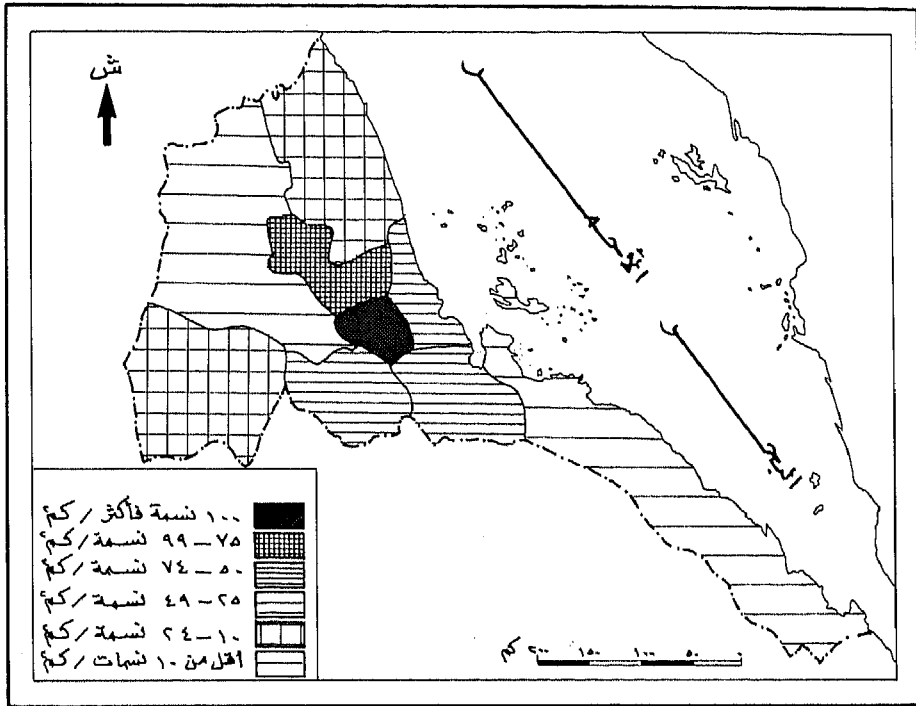 ش
البحر
الأحمر
١٠٠ نسمة فأكثر / كم٢
٧٥ – ٩٩ نسمة / كم٢
٥٠ – ٧٤ نسمة / كم٢
٢٥ – ٤٩ نسمة / كم٢
١٠ – ٢٤ نسمة / كم٢
أقل من ١٠ نسمات / كم٢
٠ ٥٠ ١٠٠ ١٥٠ ٢٠٠ كم